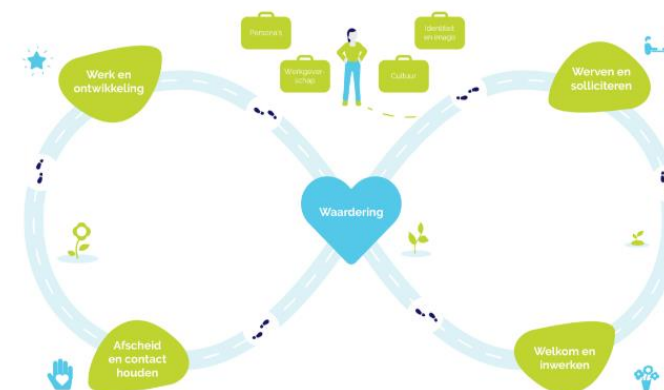 Persona's
Identiteit
en imago
Werkgever-
schap
Cultuur
Werk en
ontwikkeling
Werven en
solliciteren
Waardering
Afscheid
en contact
houden
Welkom en
inwerken